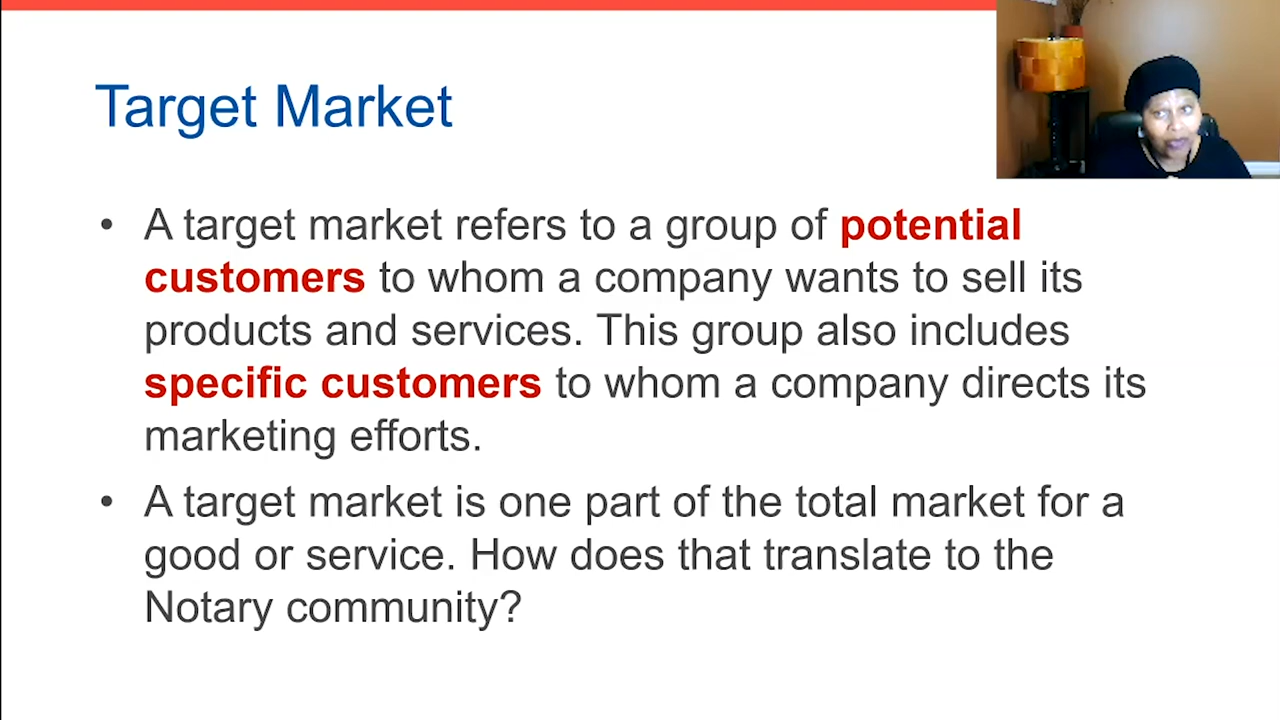 Target Market
• A target market refers to a group of potential
customers to whom a company wants to sell its
products and services. This group also includes
specific customers to whom a company directs its
marketing efforts.
• A target market is one part of the total market for a
good or service. How does that translate to the
Notary community?